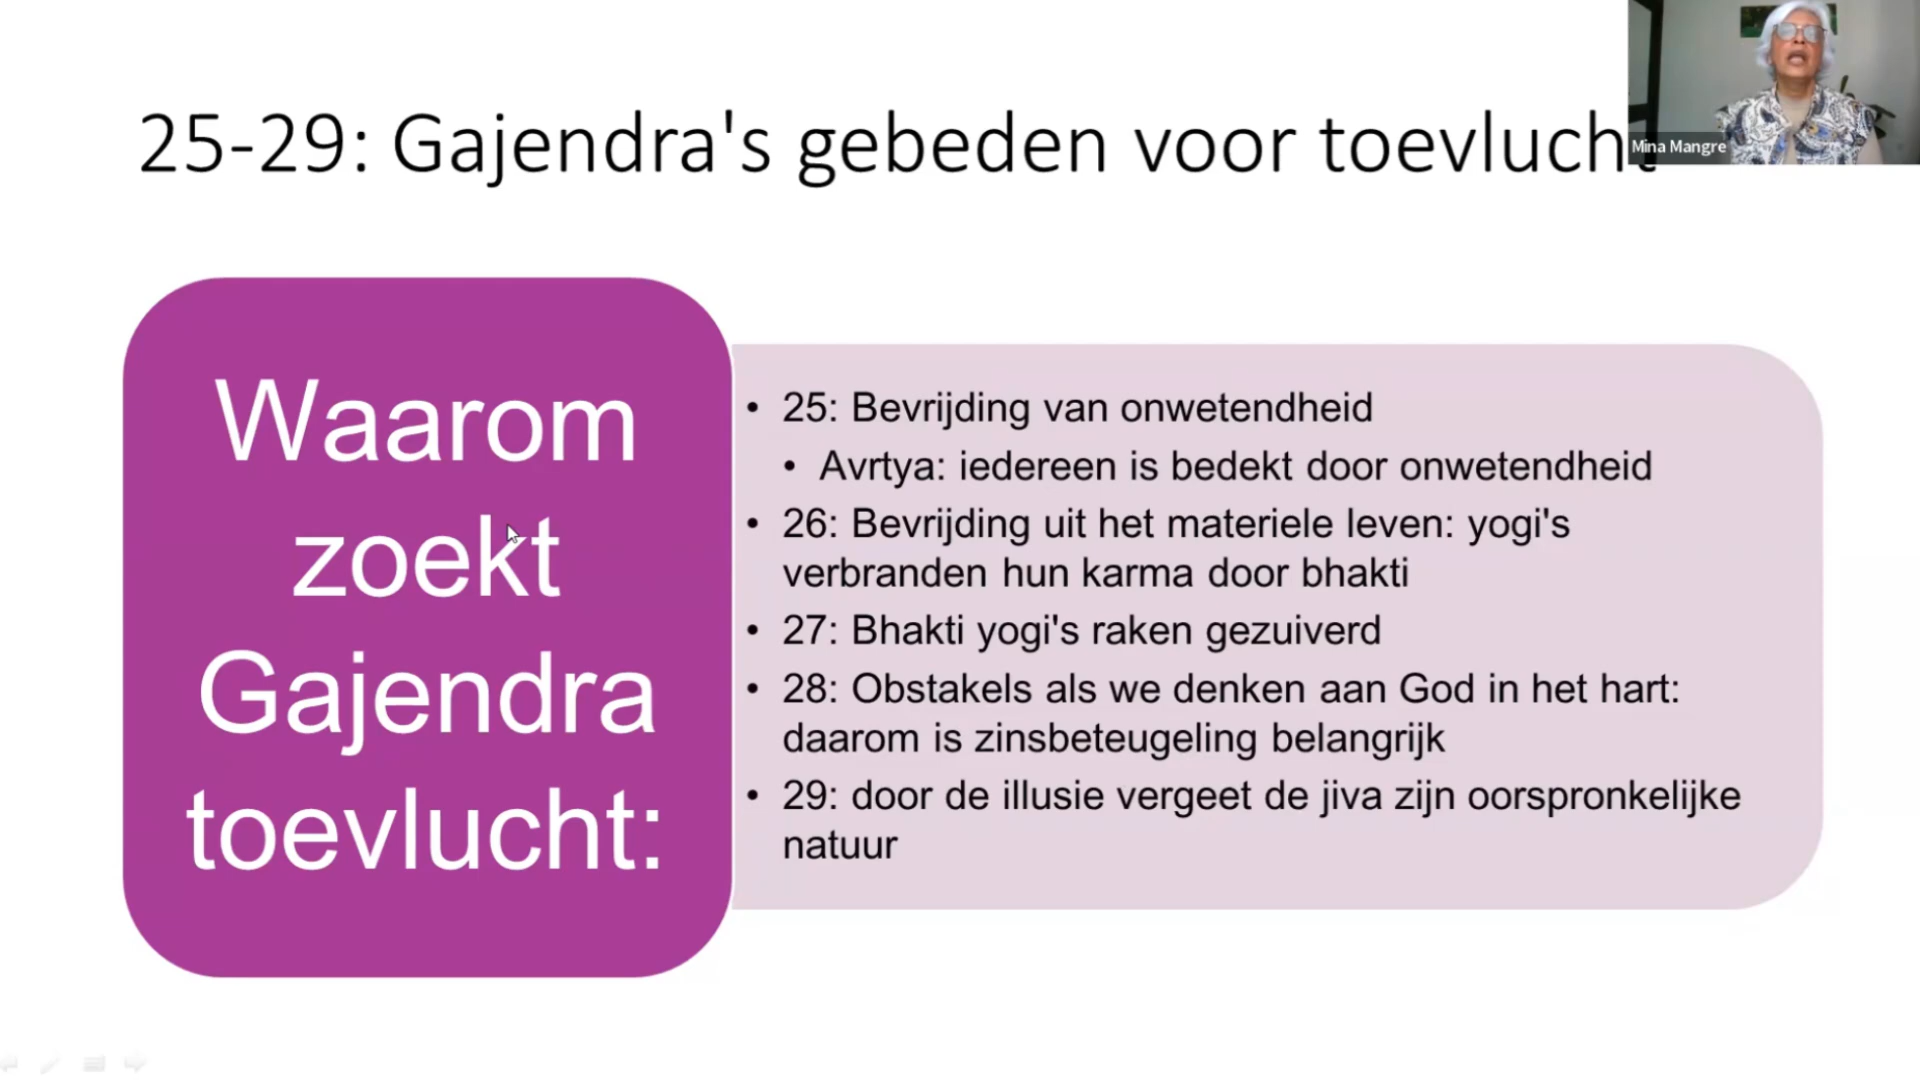 25-29: Gajendra's gebeden voor toevlucht
Mina Mangre
Waarom
zoekt
Gajendra
toevlucht:
• 25: Bevrijding van onwetendheid
• Avrtya: iedereen is bedekt door onwetendheid
• 26: Bevrijding uit het materiele leven: yogi's
verbranden hun karma door bhakti
• 27: Bhakti yogi's raken gezuiverd
• 28: Obstakels als we denken aan God in het hart:
daarom is zinsbeteugeling belangrijk
• 29: door de illusie vergeet de jiva zijn oorspronkelijke
natuur